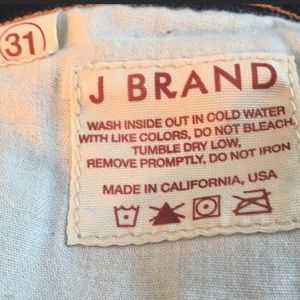 31
J BRAND
WASH INSIDE OUT IN COLD WATER
WITH LIKE COLORS, DO NOT BLEACH,
TUMBLE DRY LOW,
REMOVE PROMPTLY, DO NOT IRON
MADE IN CALIFORNIA, USA